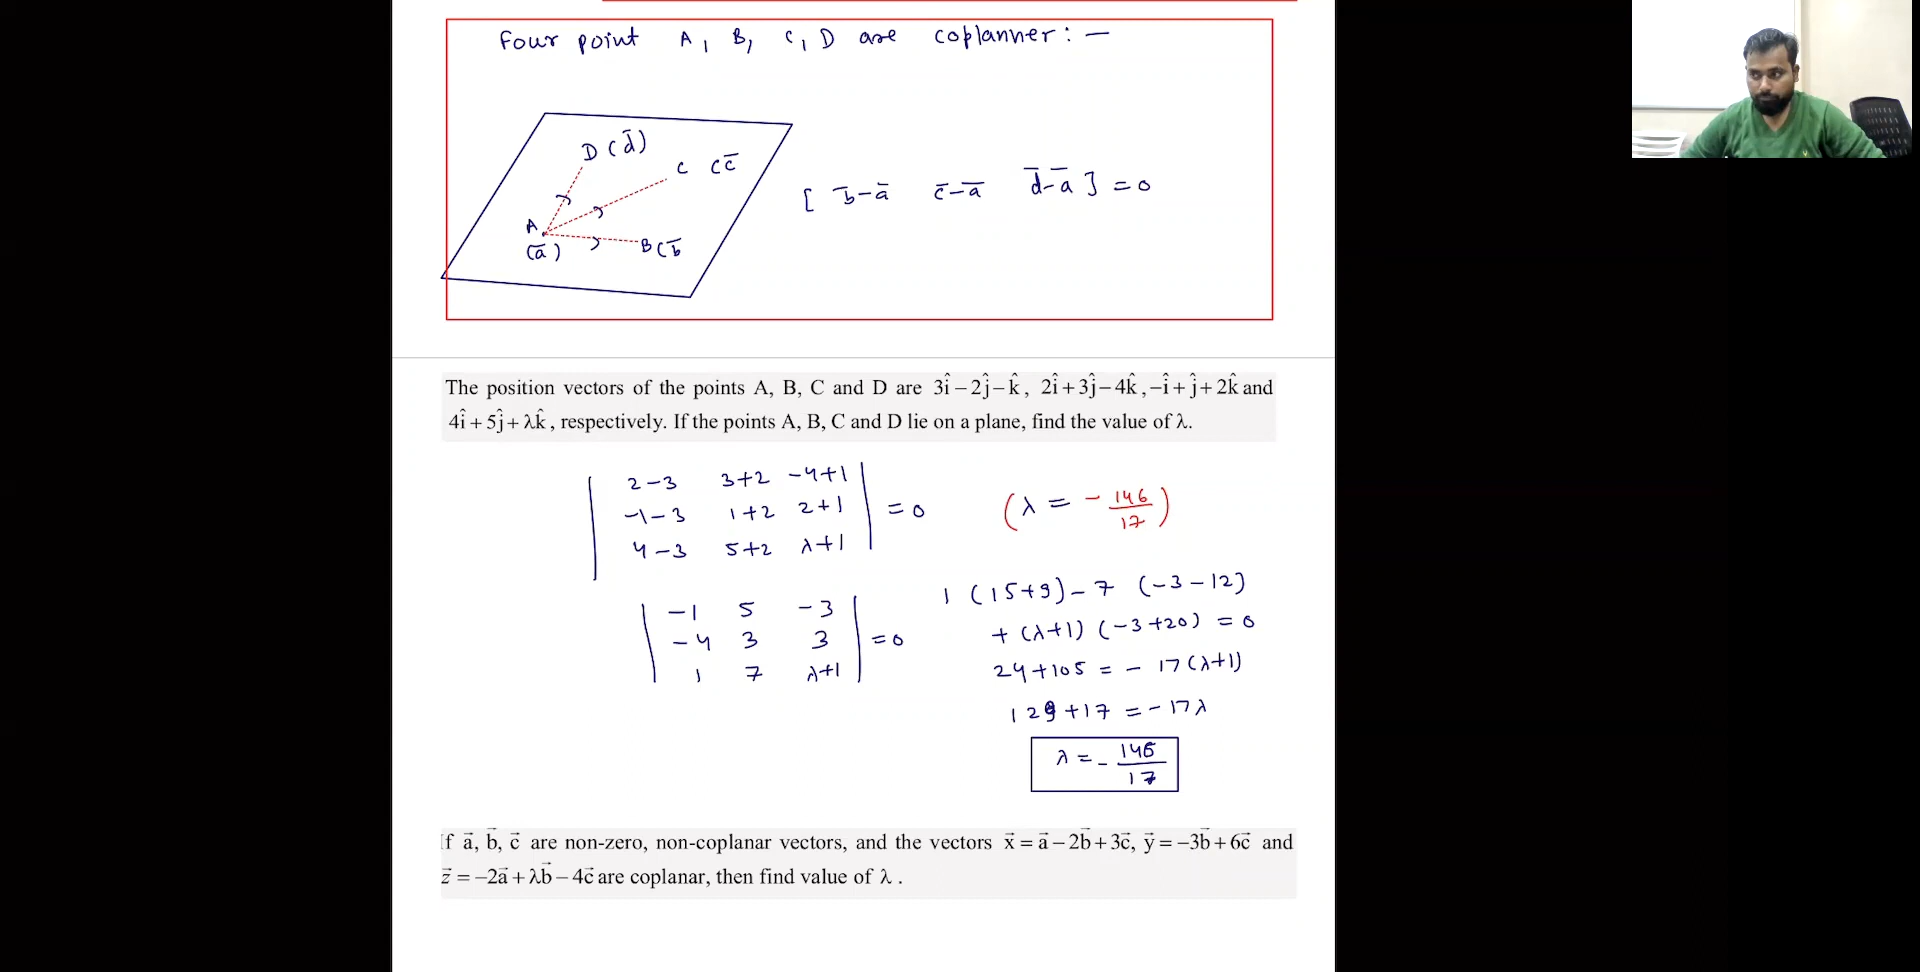 Four point A, B, C, D are coplanner: —
D (d̄)
C (c̄
[ b̄-ā c̄-ā d̄-ā ] = 0
A
(ā)
B (b̄
The position vectors of the points A, B, C and D are 3î − 2ĵ − k̂, 2î + 3ĵ − 4k̂, −î + ĵ + 2k̂ and
4î + 5ĵ + λk̂, respectively. If the points A, B, C and D lie on a plane, find the value of λ.
| 2-3 3+2 -4+1 |
| -1-3 1+2 2+1 | = 0
| 4-3 5+2 λ+1 |
(λ = - 146/17)
| -1 5 -3 |
| -4 3 3 | = 0
| 1 7 λ+1 |
1 (15+9) - 7 (-3-12)
+ (λ+1) (-3+20) = 0
24+105 = - 17(λ+1)
129+17 = -17λ
λ = - 146/17
If a⃗, b⃗, c⃗ are non-zero, non-coplanar vectors, and the vectors x⃗ = a⃗ − 2b⃗ + 3c⃗, y⃗ = −3b⃗ + 6c⃗ and
z⃗ = −2a⃗ + λb⃗ − 4c⃗ are coplanar, then find value of λ .